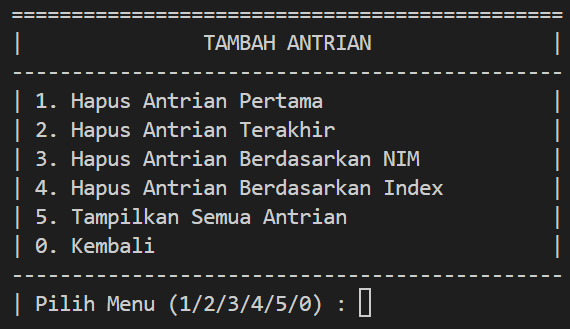 ==============================================
|               TAMBAH ANTRIAN               |
----------------------------------------------
| 1. Hapus Antrian Pertama                   |
| 2. Hapus Antrian Terakhir                  |
| 3. Hapus Antrian Berdasarkan NIM           |
| 4. Hapus Antrian Berdasarkan Index         |
| 5. Tampilkan Semua Antrian                 |
| 0. Kembali                                 |
----------------------------------------------
| Pilih Menu (1/2/3/4/5/0) :